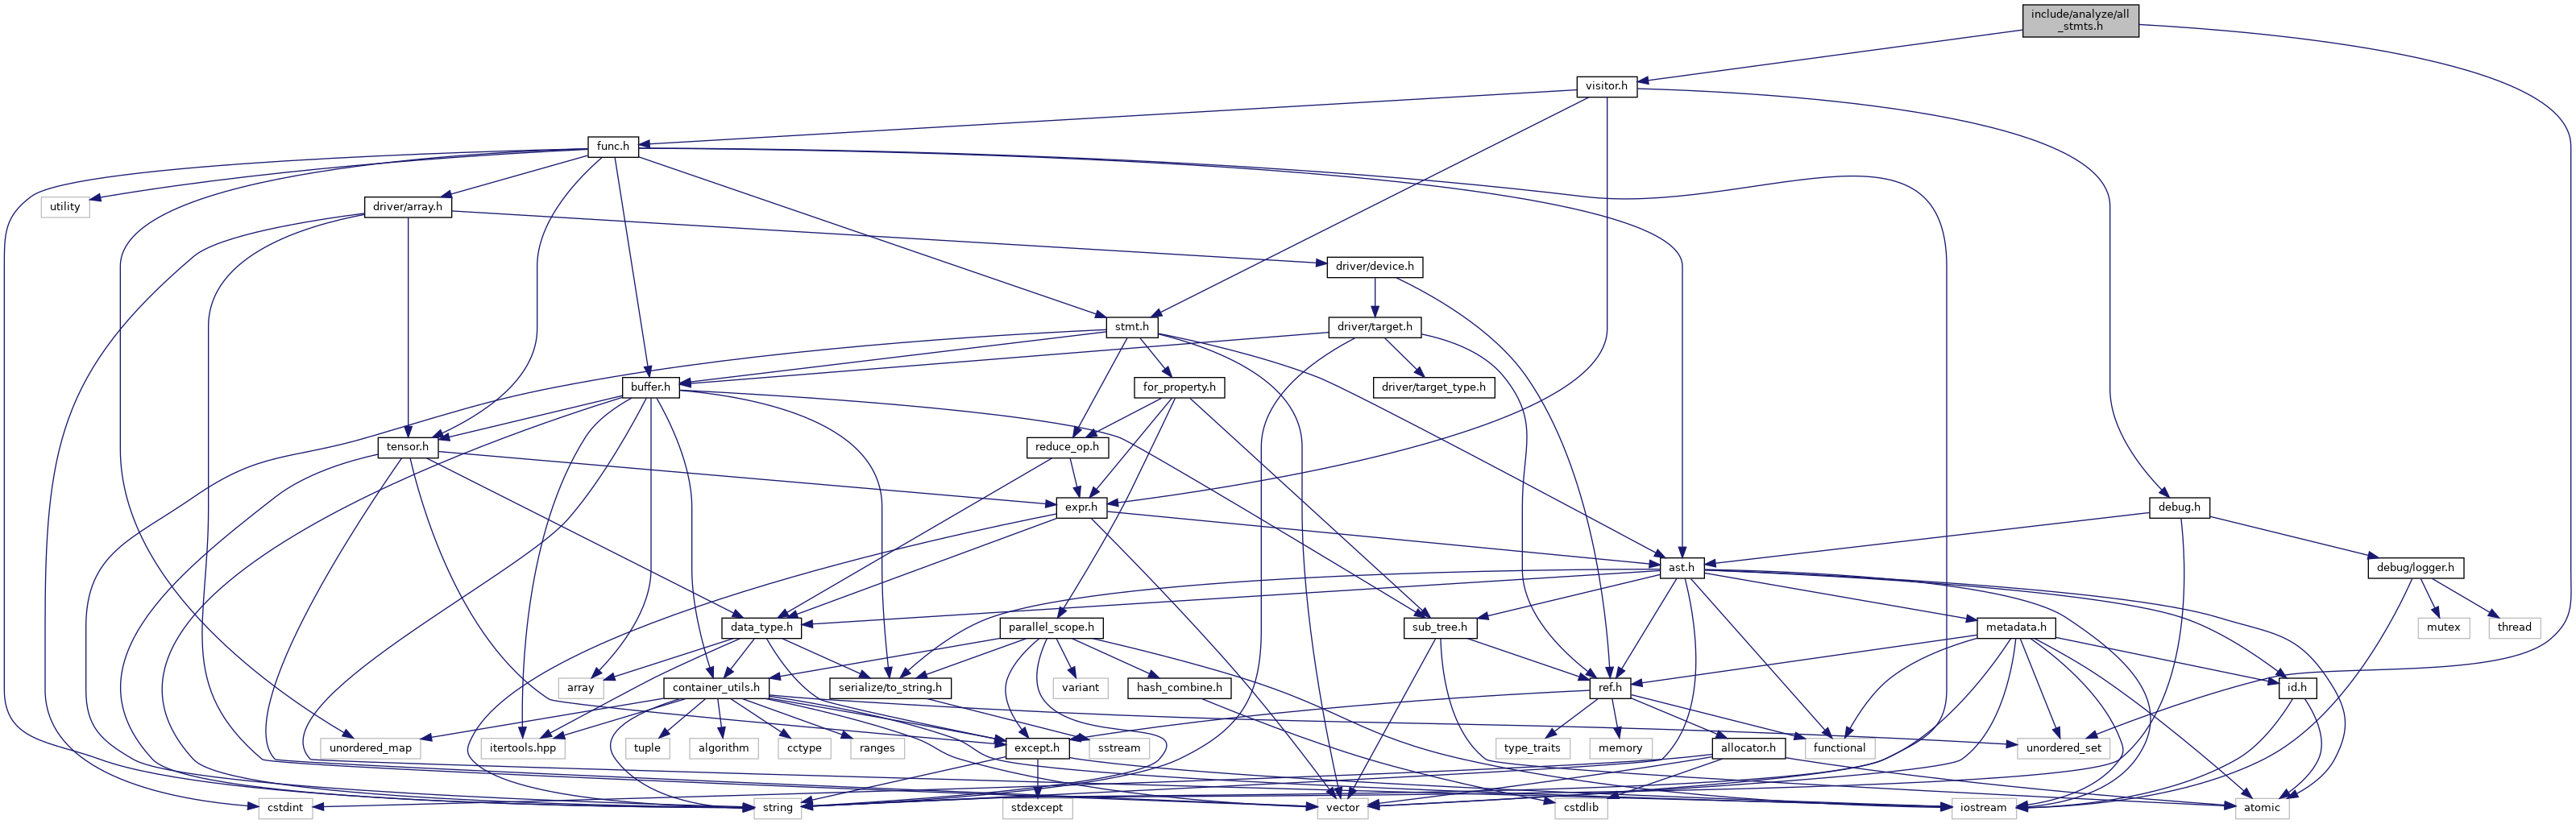 include/analyze/all
_stmts.h
visitor.h
func.h
utility
driver/array.h
driver/device.h
stmt.h
driver/target.h
buffer.h
for_property.h
driver/target_type.h
tensor.h
reduce_op.h
expr.h
debug.h
ast.h
debug/logger.h
data_type.h
parallel_scope.h
sub_tree.h
metadata.h
mutex
thread
array
container_utils.h
serialize/to_string.h
variant
hash_combine.h
ref.h
id.h
unordered_map
itertools.hpp
tuple
algorithm
cctype
ranges
except.h
sstream
type_traits
memory
allocator.h
functional
unordered_set
cstdint
string
stdexcept
vector
cstdlib
iostream
atomic